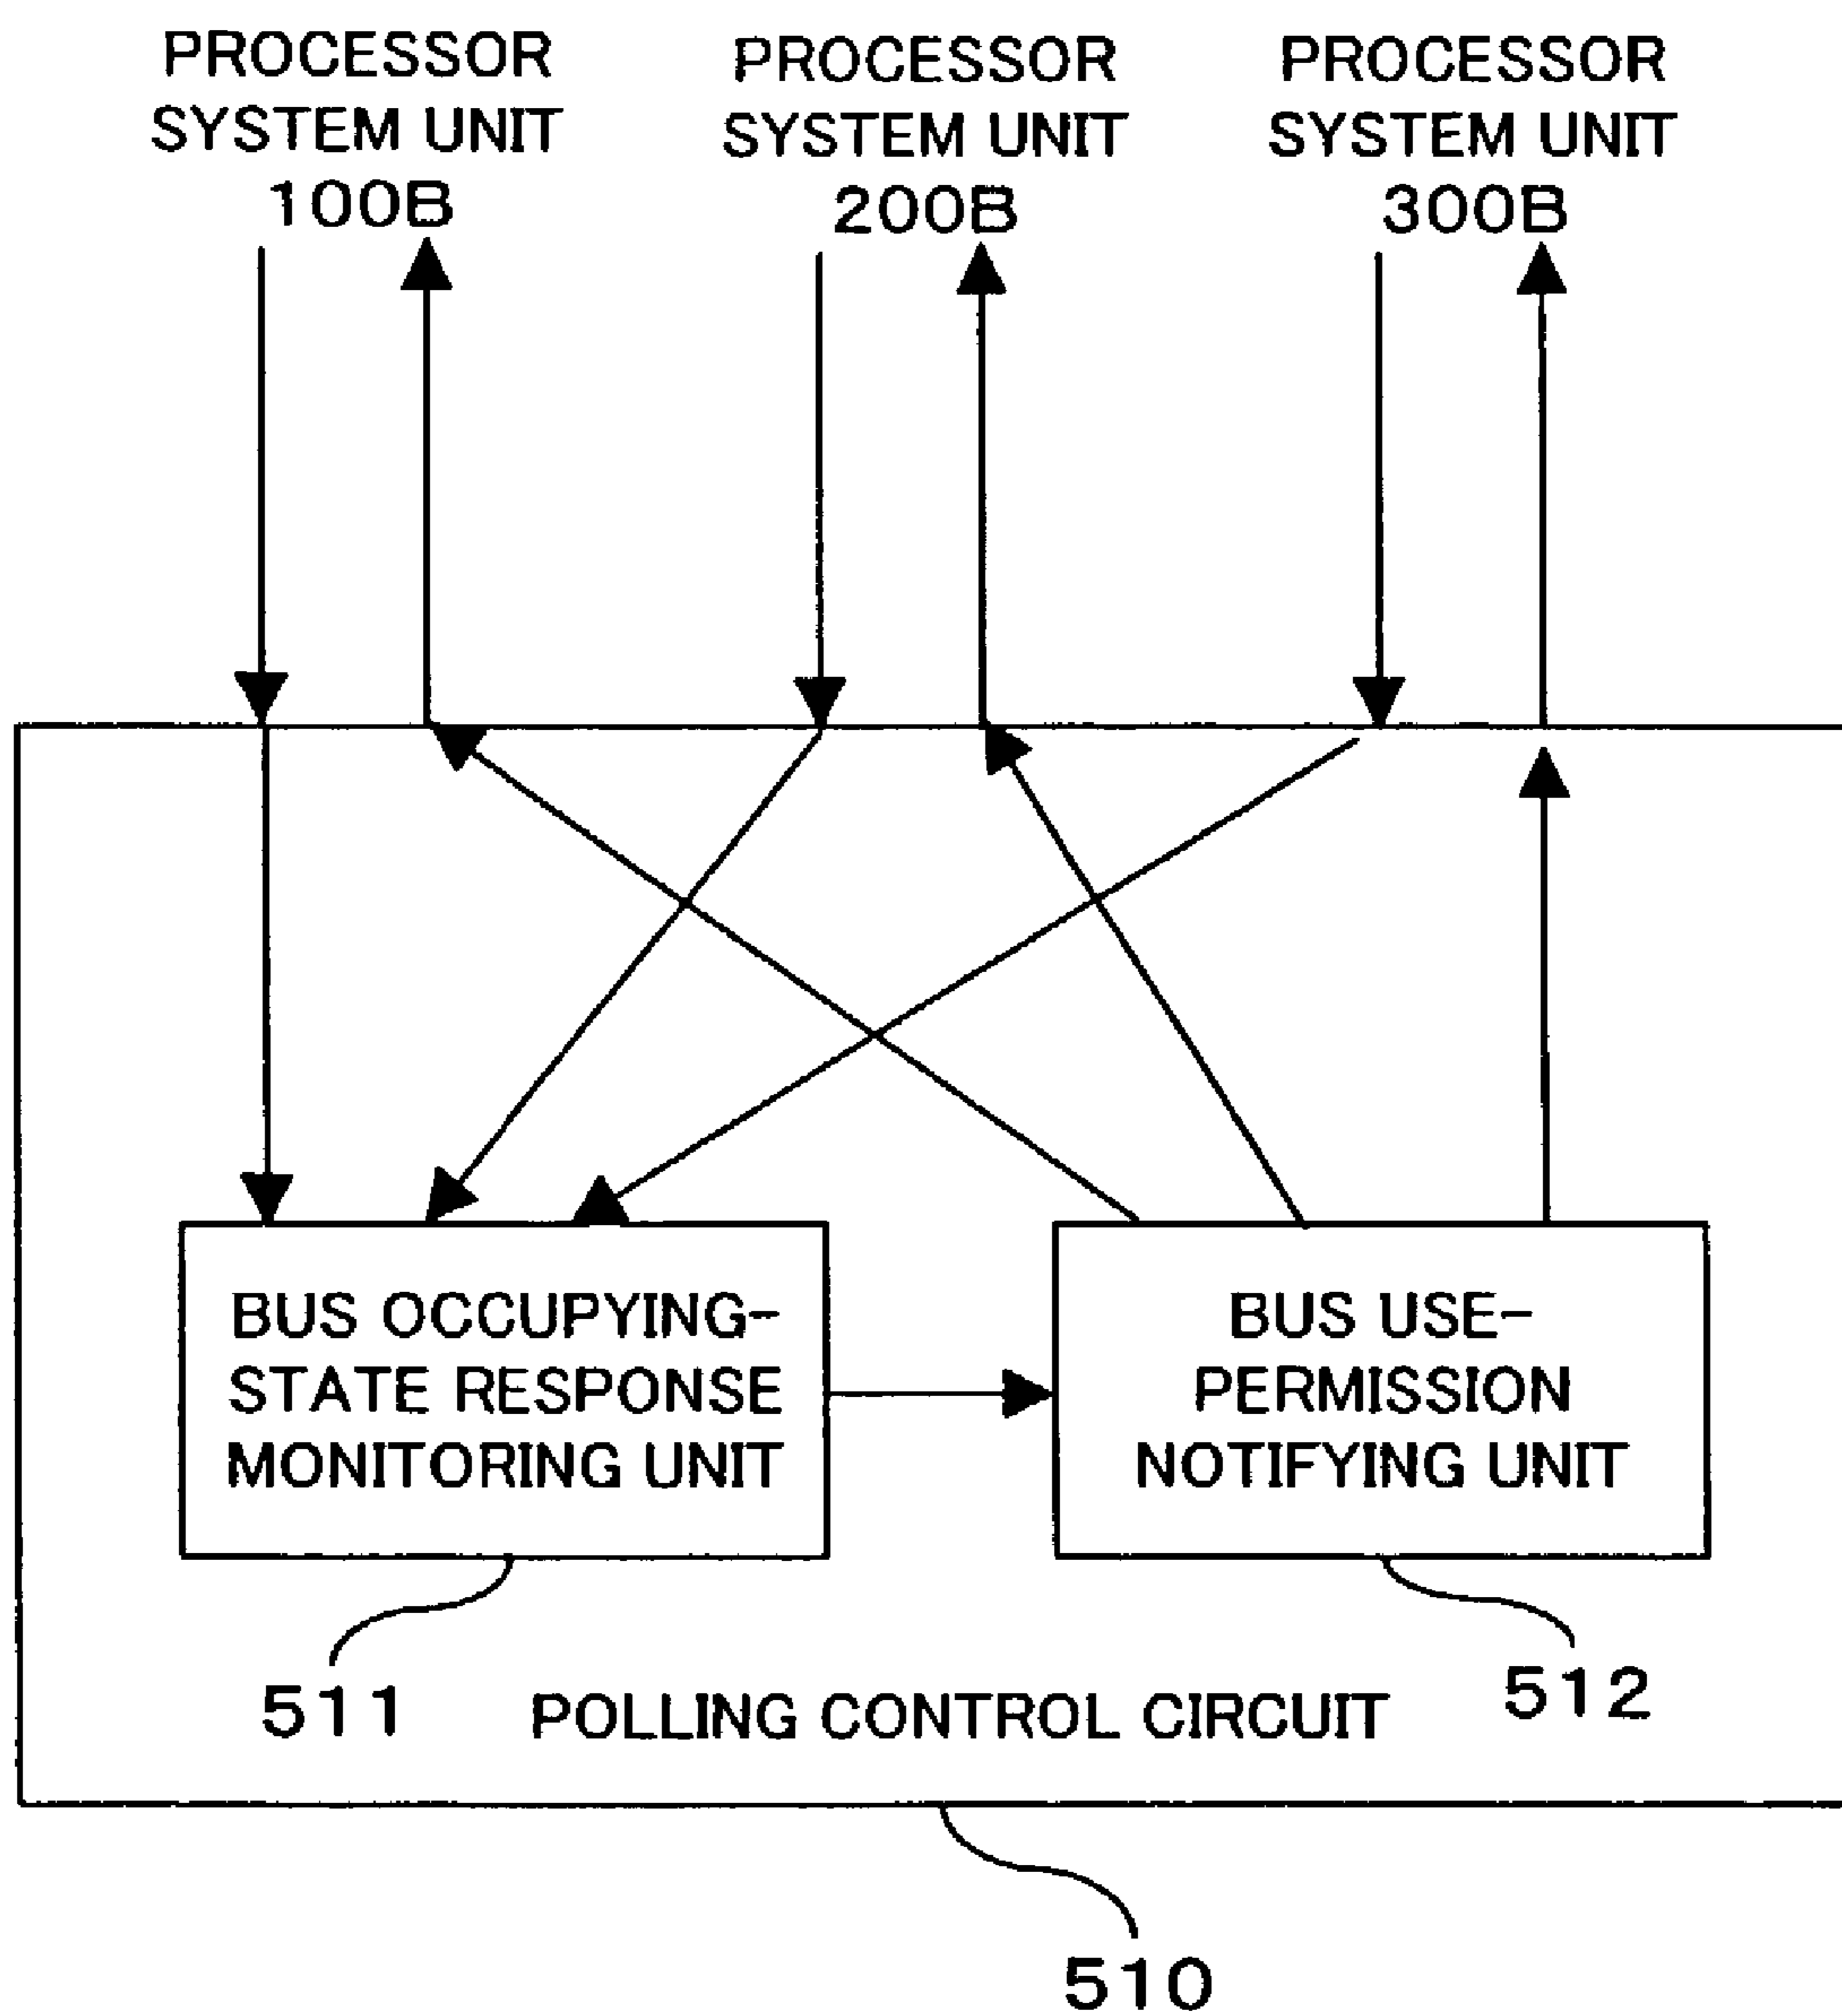 PROCESSOR
SYSTEM UNIT
100B
PROCESSOR
SYSTEM UNIT
200B
PROCESSOR
SYSTEM UNIT
300B
BUS OCCUPYING-
STATE RESPONSE
MONITORING UNIT
BUS USE-
PERMISSION
NOTIFYING UNIT
511
POLLING CONTROL CIRCUIT
512
510